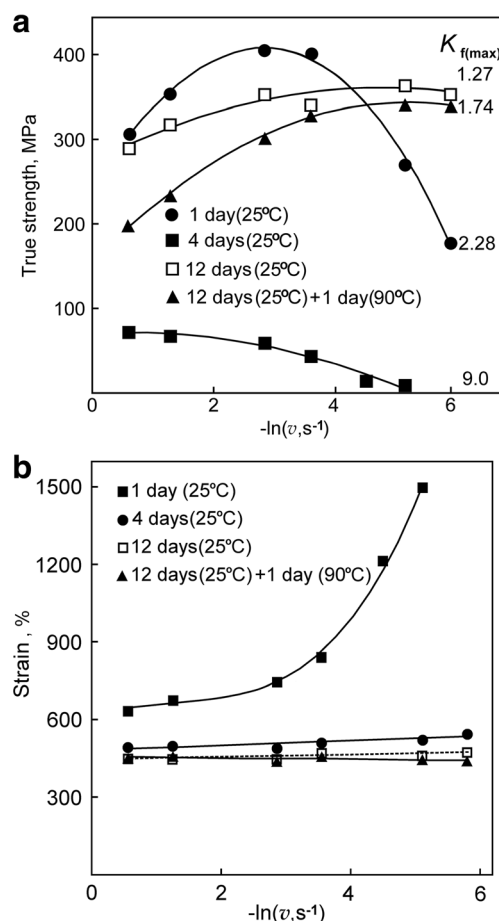 a
400
300
200
100
0
2
4
6
True strength, MPa
-ln(v,s⁻¹)
K f(max)
1.27
1.74
2.28
9.0
1 day(25ºC)
4 days(25ºC)
12 days(25ºC)
12 days(25ºC)+1 day(90ºC)
b
1500
1200
900
600
300
0
2
4
6
Strain , %
-ln(v,s⁻¹)
1 day (25ºC)
4 days(25ºC)
12 days(25ºC)
12 days(25ºC)+1 day (90ºC)